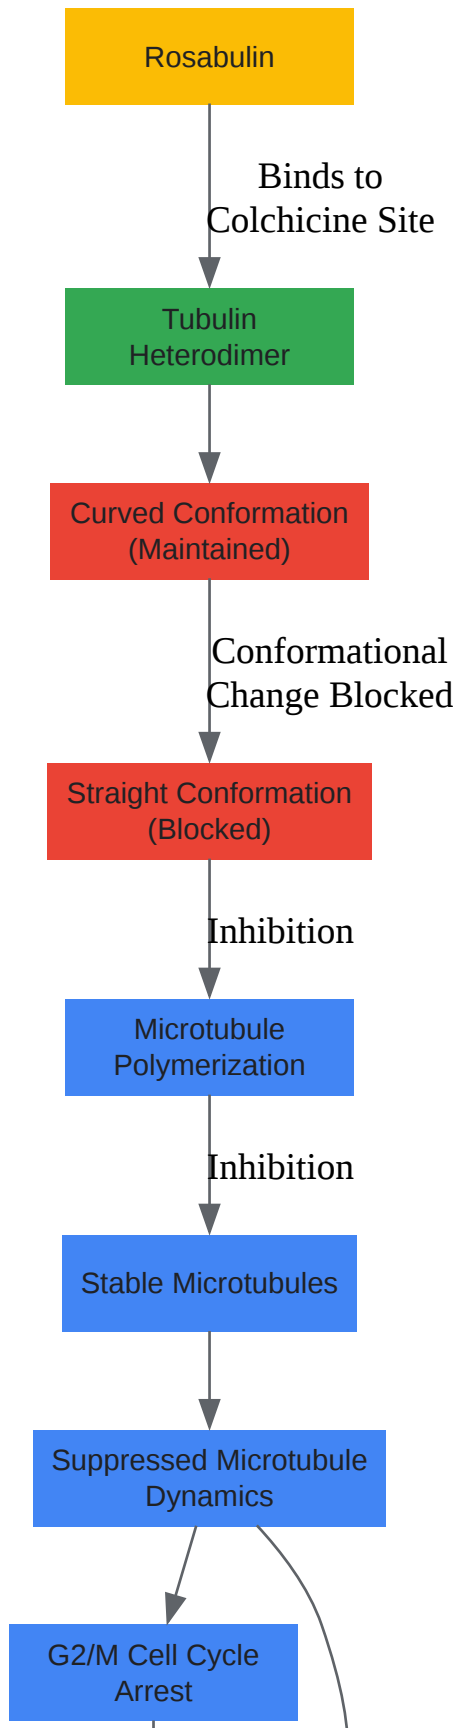 Rosabulin
Binds to
Colchicine Site
Tubulin
Heterodimer
Curved Conformation
(Maintained)
Conformational
Change Blocked
Straight Conformation
(Blocked)
Inhibition
Microtubule
Polymerization
Inhibition
Stable Microtubules
Suppressed Microtubule
Dynamics
G2/M Cell Cycle
Arrest